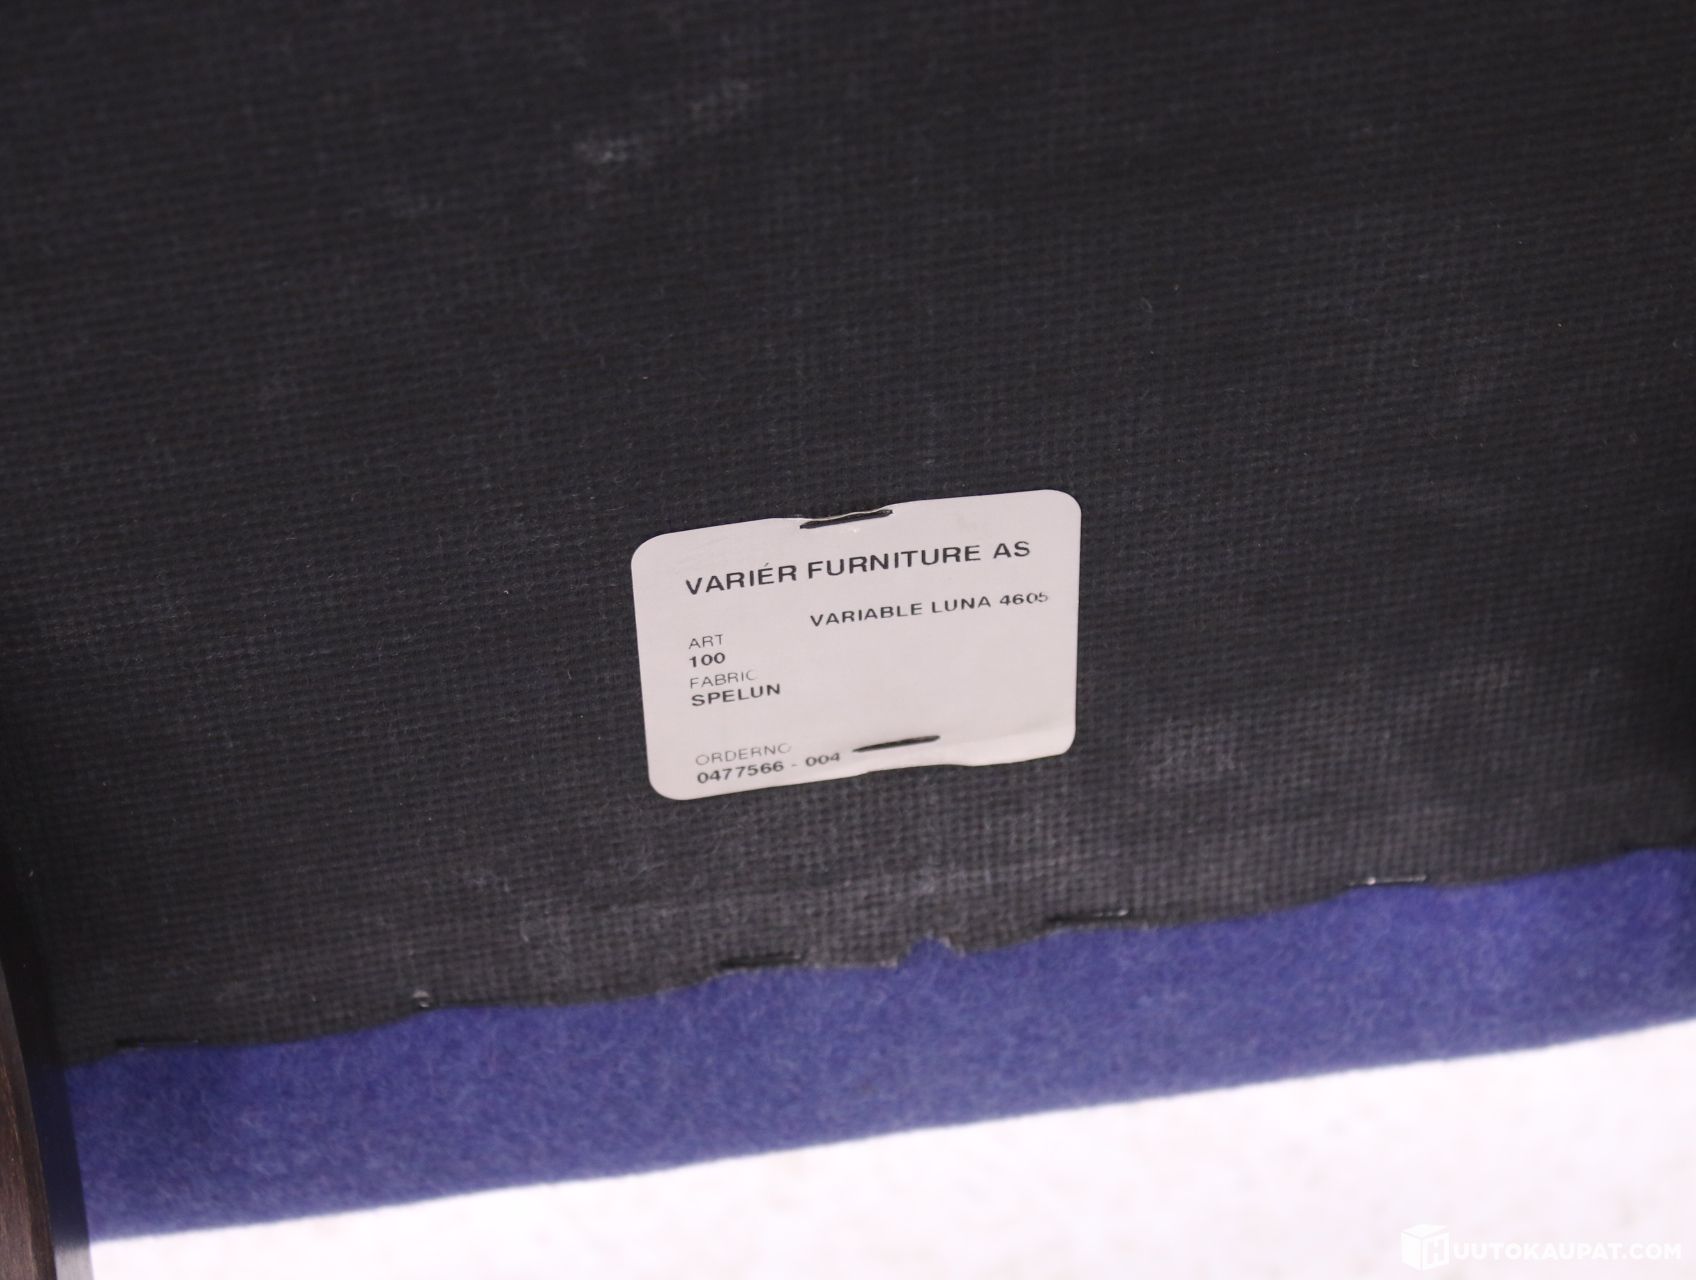 VARIÉR FURNITURE AS
VARIABLE LUNA 4605
ART
100
FABRIC
SPELUN
ORDERNO
0477566 - 004
HUUTOKAUPAT.COM